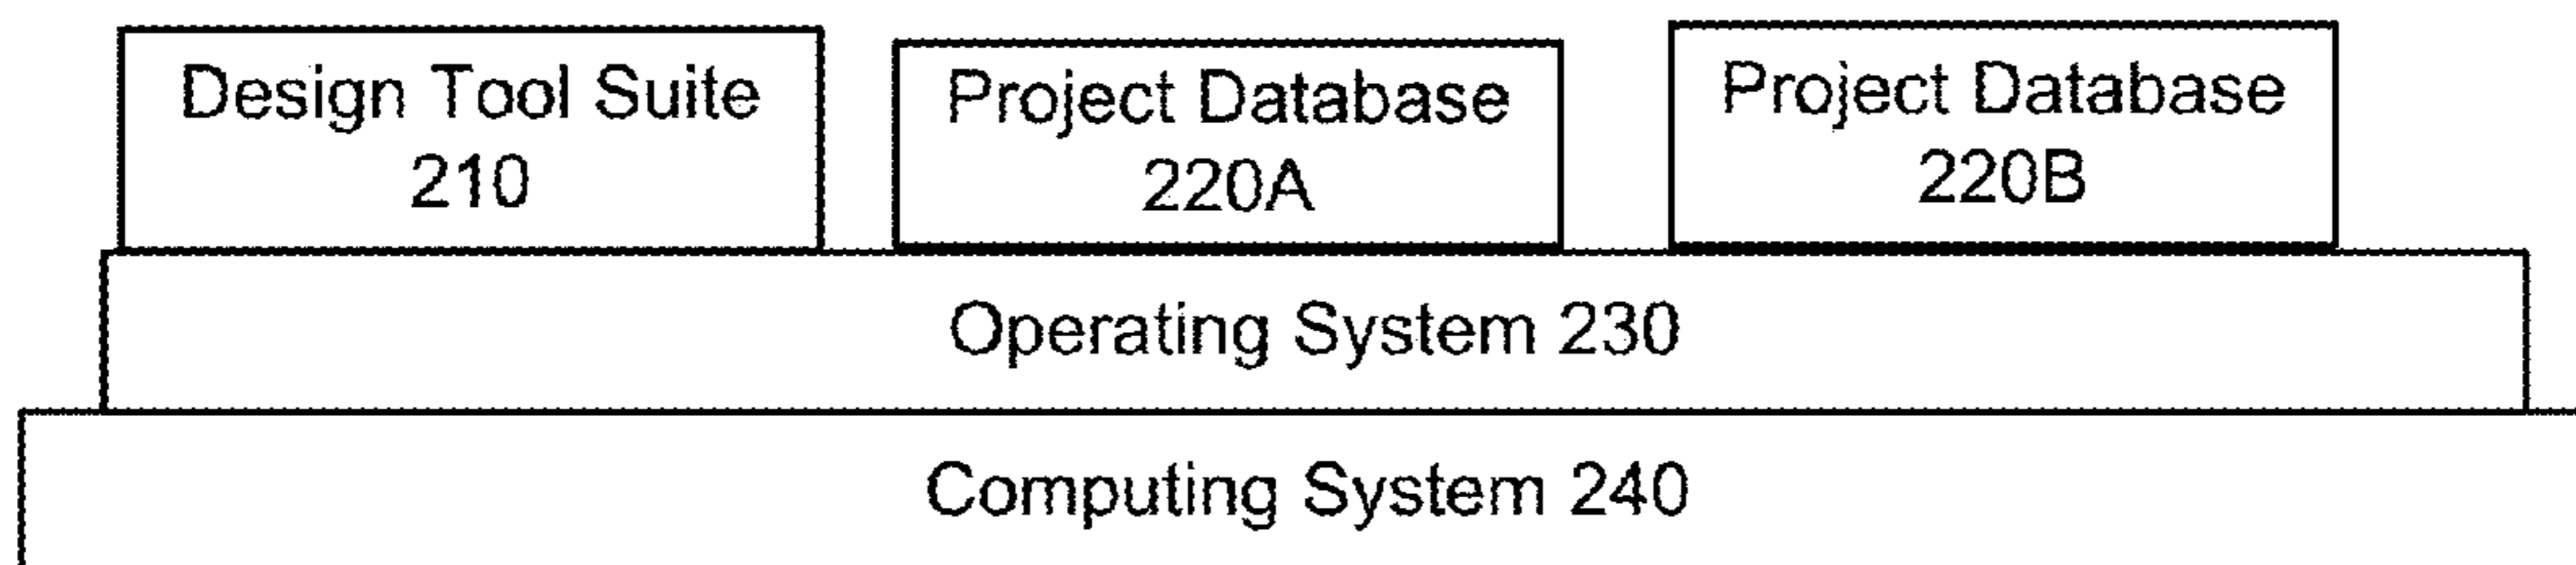 Design Tool Suite
210
Project Database
220A
Project Database
220B
Operating System 230
Computing System 240